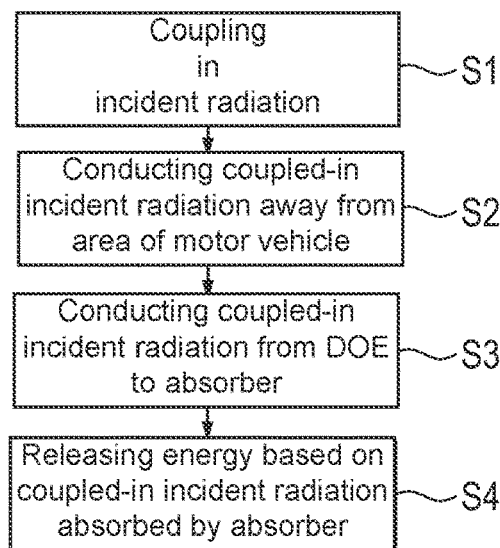 Coupling
in
incident radiation
S1
Conducting coupled-in
incident radiation away from
area of motor vehicle
S2
Conducting coupled-in
incident radiation from DOE
to absorber
S3
Releasing energy based on
coupled-in incident radiation
absorbed by absorber
S4